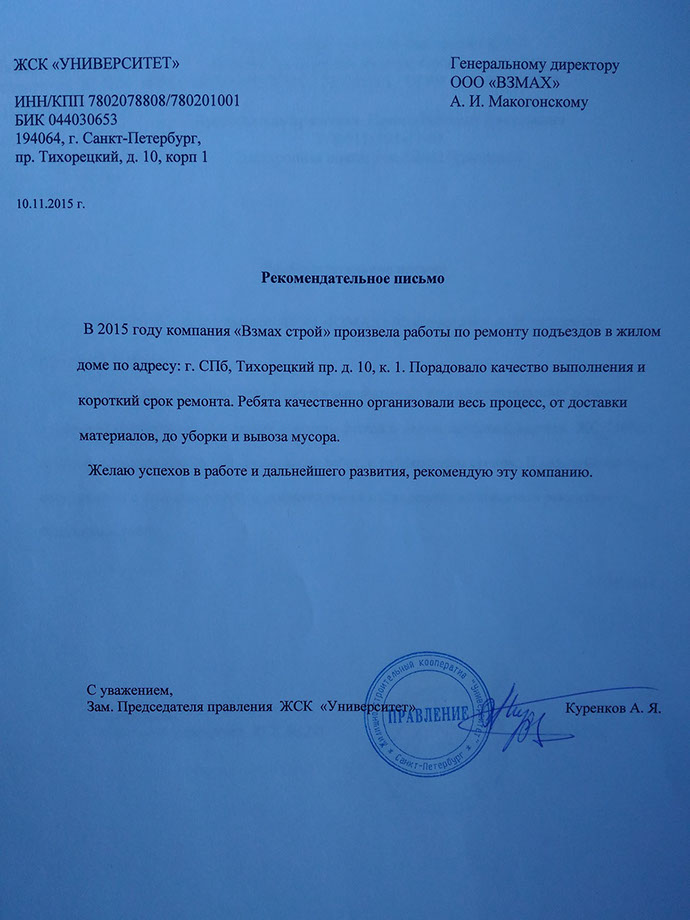 ЖСК «УНИВЕРСИТЕТ»
ИНН/КПП 7802078808/780201001
БИК 044030653
194064, г. Санкт-Петербург,
пр. Тихорецкий, д. 10, корп 1
10.11.2015 г.
Генеральному директору
ООО «ВЗМАХ»
А. И. Макогонскому
Рекомендательное письмо
В 2015 году компания «Взмах строй» произвела работы по ремонту подъездов в жилом
доме по адресу: г. СПб, Тихорецкий пр. д. 10, к. 1. Порадовало качество выполнения и
короткий срок ремонта. Ребята качественно организовали весь процесс, от доставки
материалов, до уборки и вывоза мусора.
Желаю успехов в работе и дальнейшего развития, рекомендую эту компанию.
С уважением,
Зам. Председателя правления ЖСК «Университет»
Куренков А. Я.
Жилищно строительный кооператив
ПРАВЛЕНИЕ
Санкт-Петербург